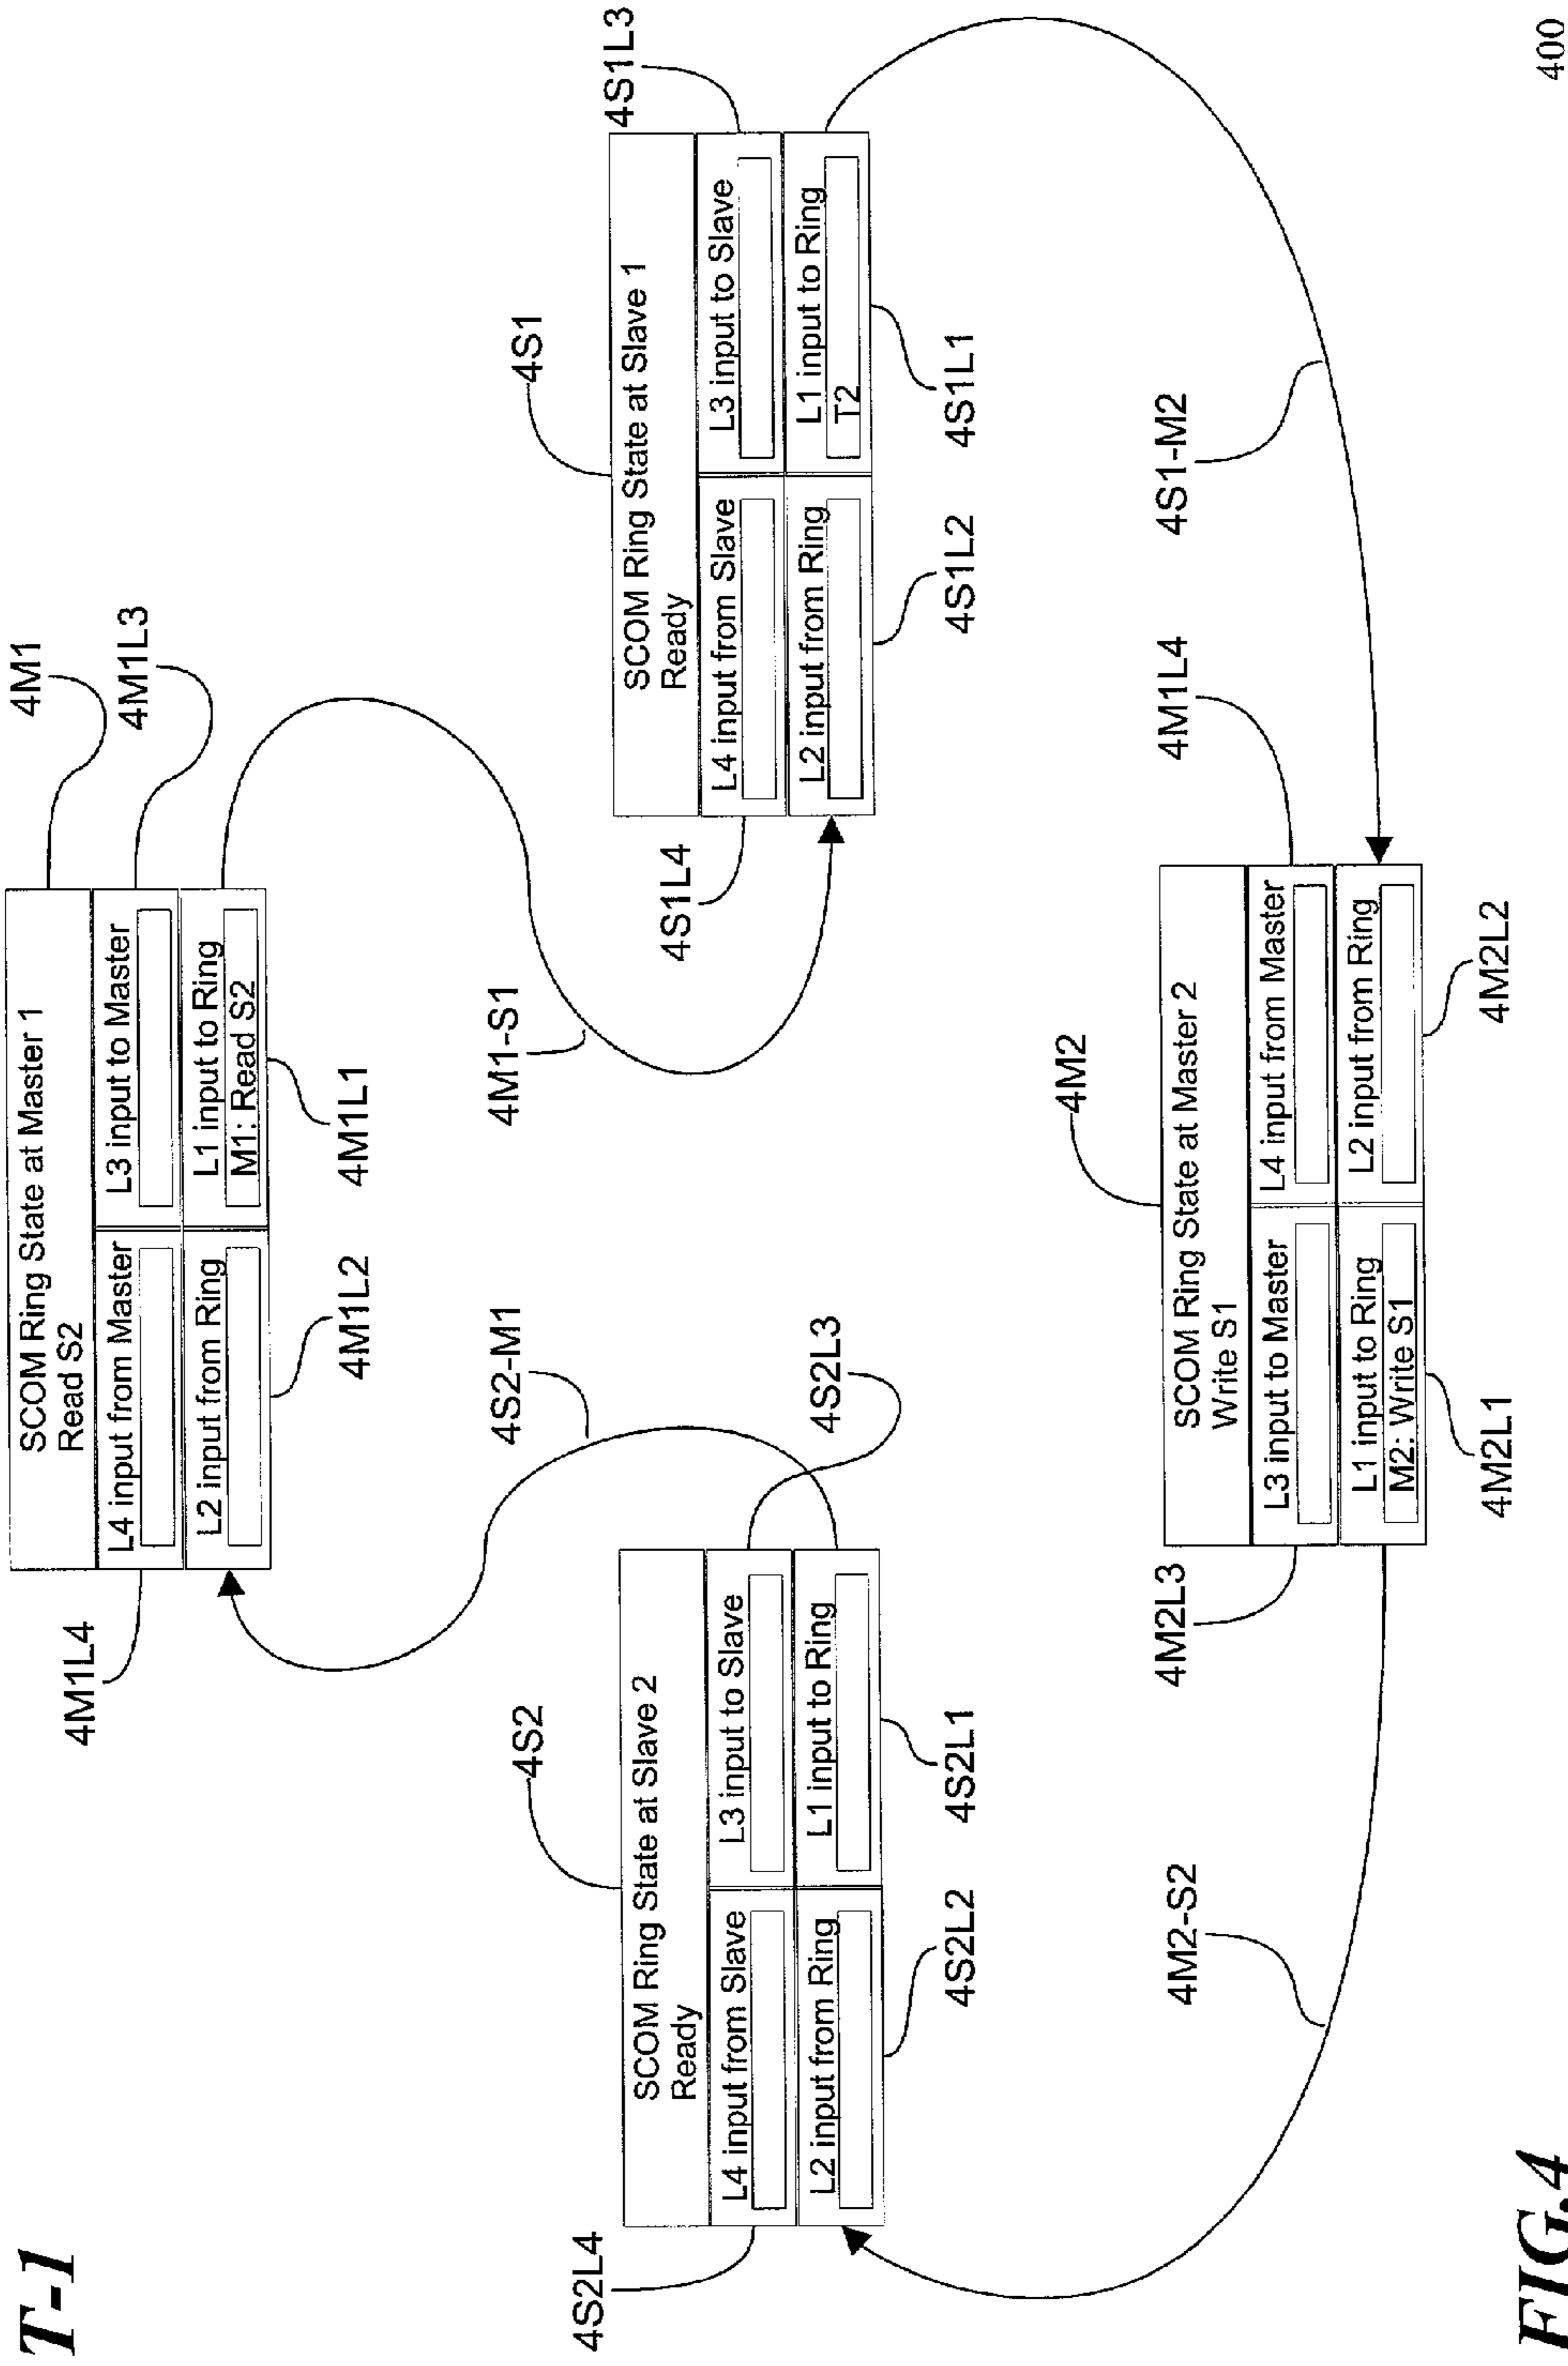 T-1
SCOM Ring State at Master 1
Read S2
L4 input from Master
L3 input to Master
L2 input from Ring
L1 input to Ring
M1: Read S2
4M1
4M1L3
4M1L4
4M1L2
4M1L1
4S2-M1
4M1-S1
SCOM Ring State at Slave 2
Ready
L4 input from Slave
L3 input to Slave
L2 input from Ring
L1 input to Ring
4S2
4S2L3
4S2L4
4S2L2
4S2L1
SCOM Ring State at Slave 1
Ready
L4 input from Slave
L3 input to Slave
L2 input from Ring
L1 input to Ring
T2
4S1
4S1L3
4S1L4
4S1L2
4S1L1
4M2-S2
4S1-M2
SCOM Ring State at Master 2
Write S1
L3 input to Master
L4 input from Master
L1 input to Ring
M2: Write S1
L2 input from Ring
4M2
4M1L4
4M2L3
4M2L1
4M2L2
FIG.4
400